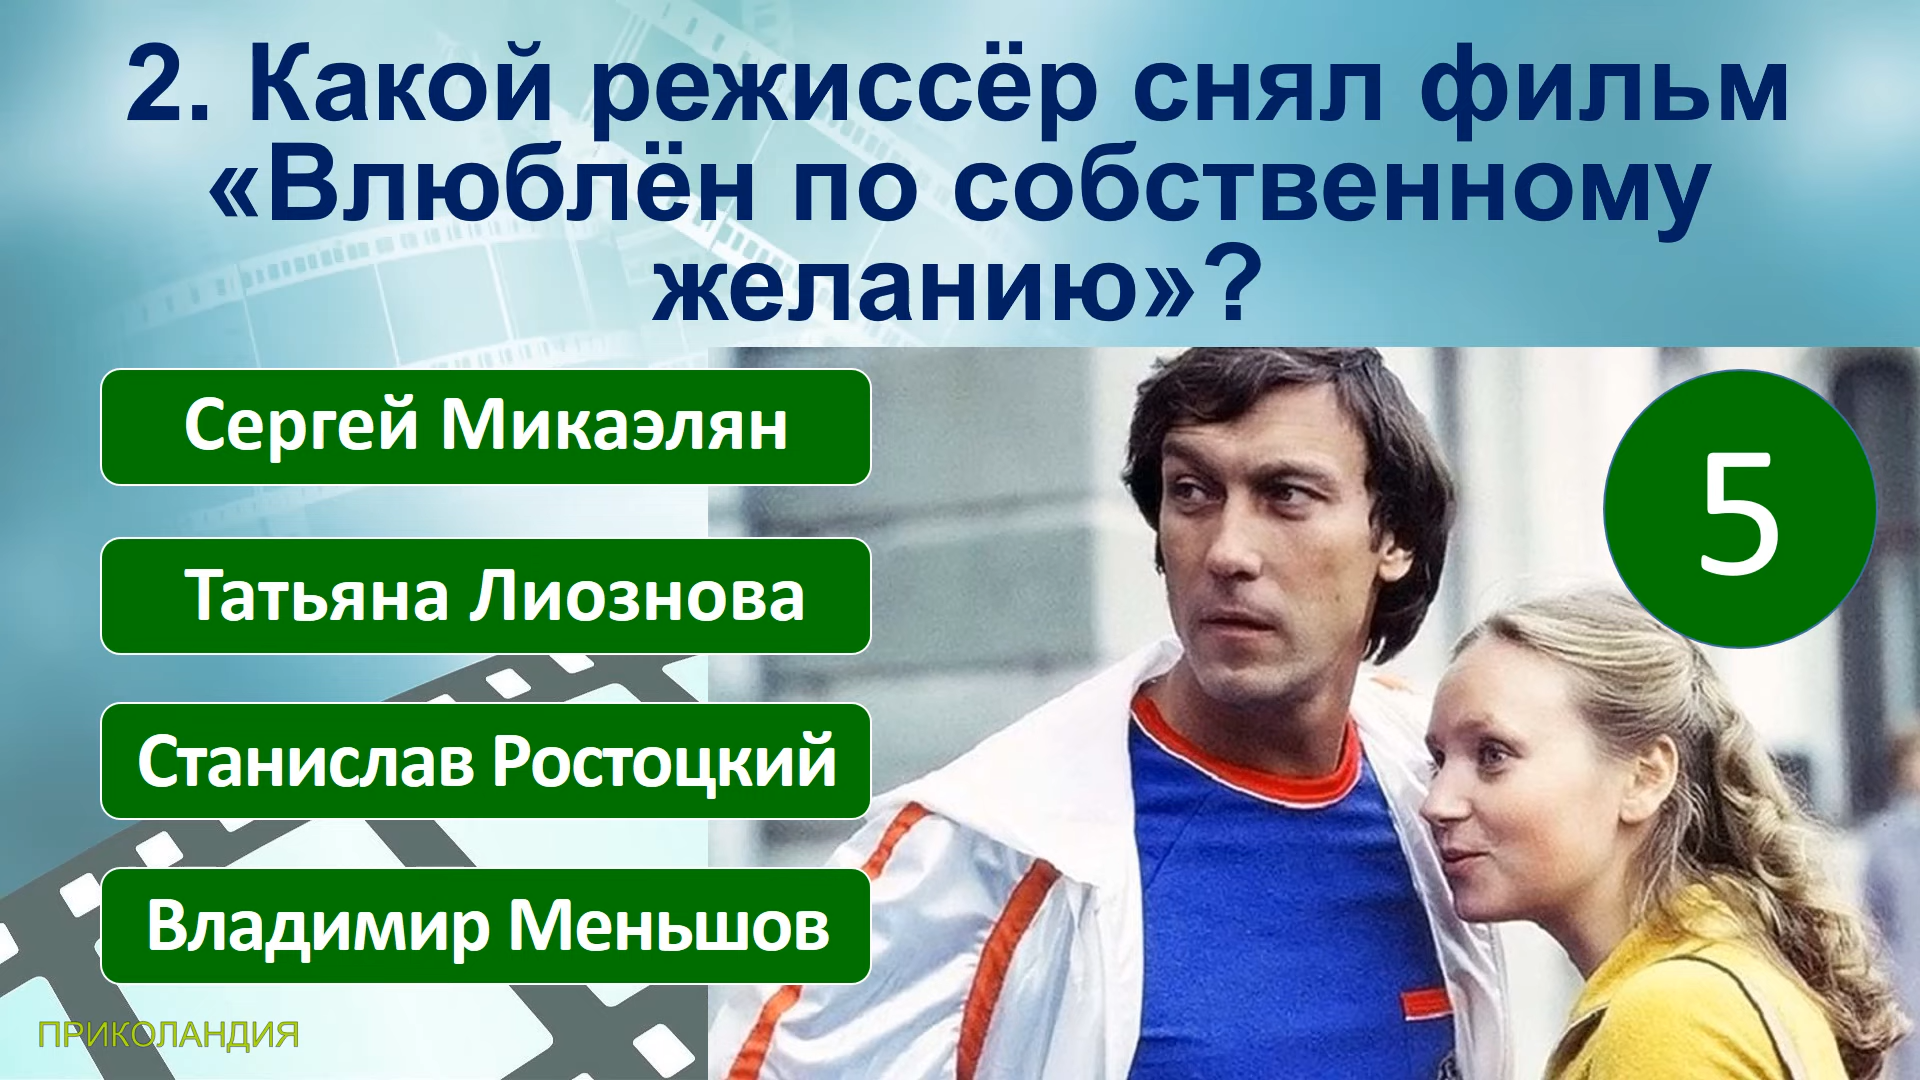 2. Какой режиссёр снял фильм
«Влюблён по собственному
желанию»?
Сергей Микаэлян
5
Татьяна Лиознова
Станислав Ростоцкий
Владимир Меньшов
ПРИКОЛАНДИЯ